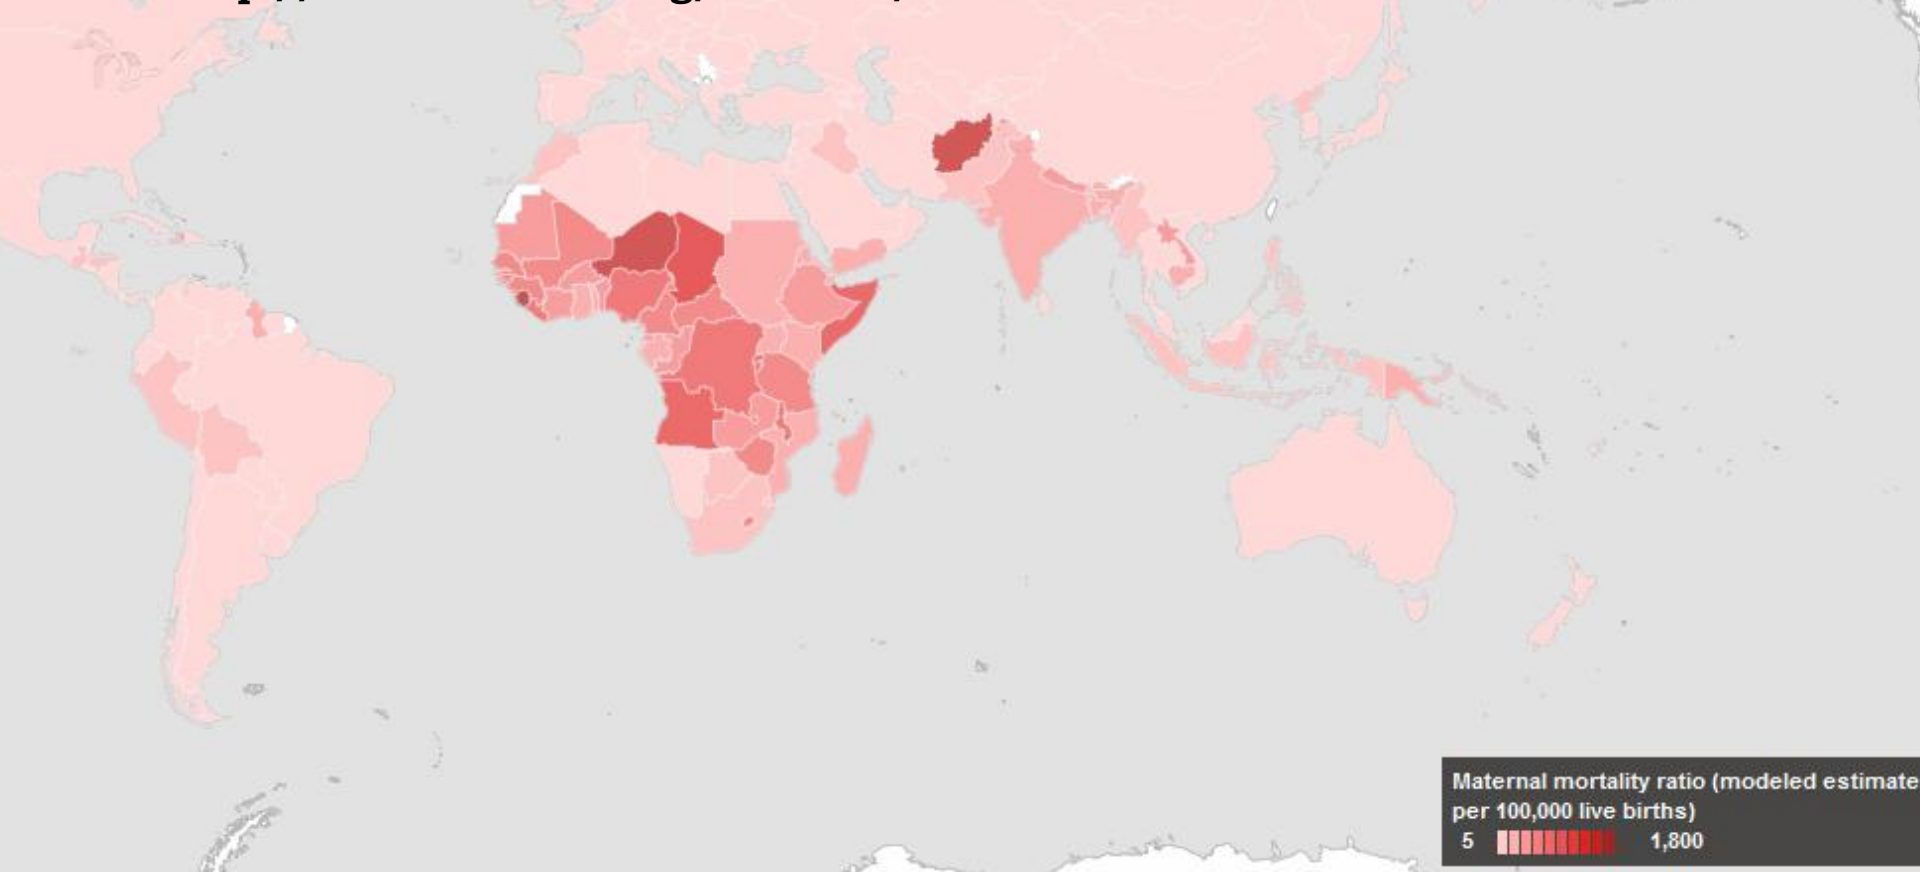 Maternal mortality ratio (modeled estimate
per 100,000 live births)
5 1,800